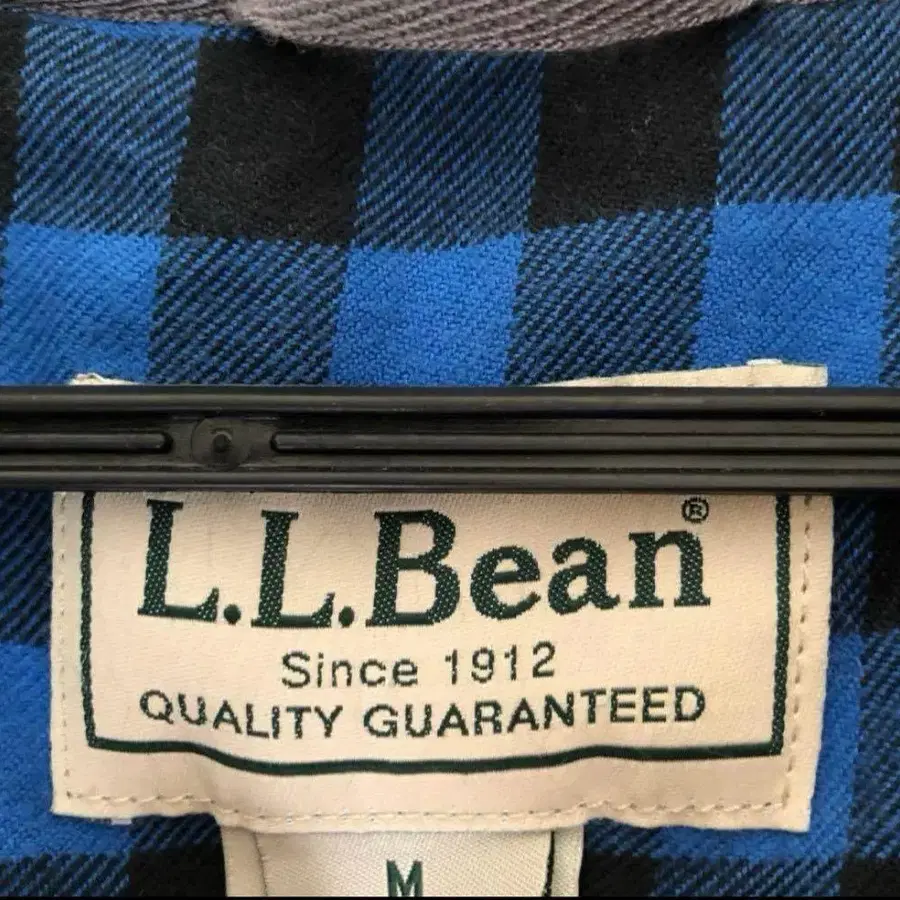 L.L.Bean®
Since 1912
QUALITY GUARANTEED
M